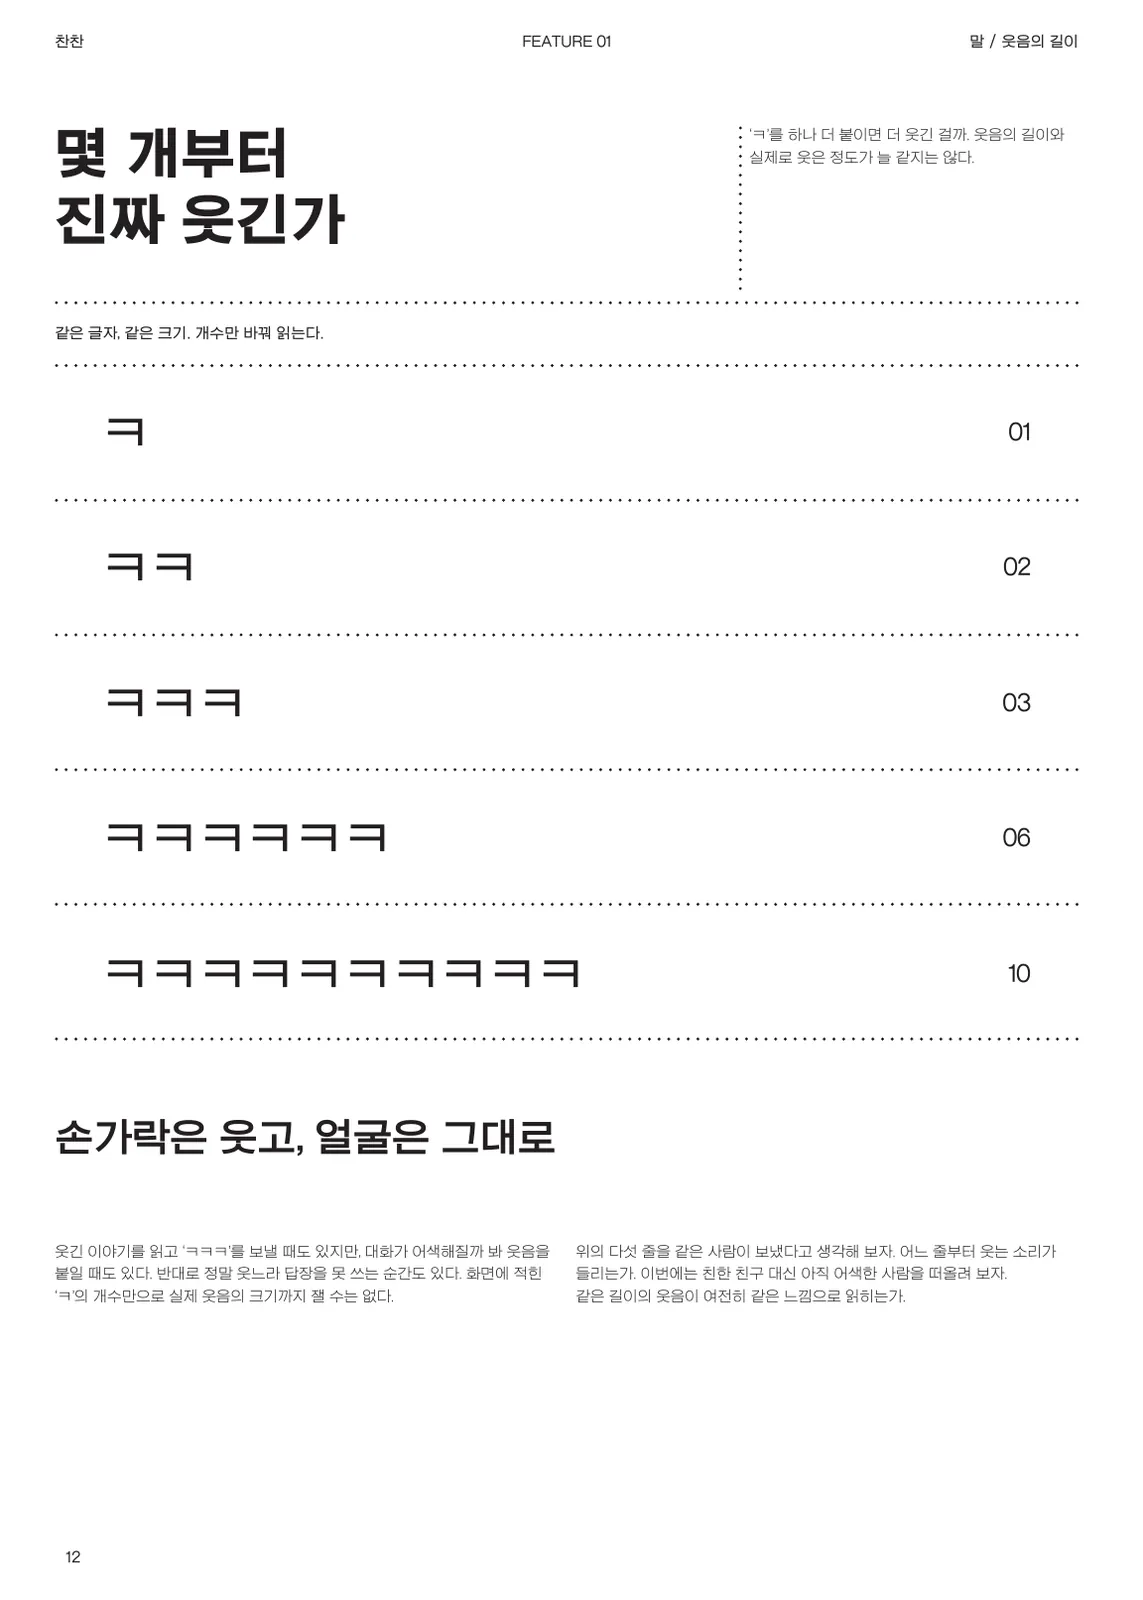 찬찬
FEATURE 01
말 / 웃음의 길이
몇 개부터
진짜 웃긴가
‘ㅋ’를 하나 더 붙이면 더 웃긴 걸까. 웃음의 길이와
실제로 웃은 정도가 늘 같지는 않다.
같은 글자, 같은 크기. 개수만 바꿔 읽는다.
ㅋ 01
ㅋㅋ 02
ㅋㅋㅋ 03
ㅋㅋㅋㅋㅋㅋ 06
ㅋㅋㅋㅋㅋㅋㅋㅋㅋㅋ 10
손가락은 웃고, 얼굴은 그대로
웃긴 이야기를 읽고 ‘ㅋㅋㅋ’를 보낼 때도 있지만, 대화가 어색해질까 봐 웃음을
붙일 때도 있다. 반대로 정말 웃느라 답장을 못 쓰는 순간도 있다. 화면에 적힌
‘ㅋ’의 개수만으로 실제 웃음의 크기까지 잴 수는 없다.
위의 다섯 줄을 같은 사람이 보냈다고 생각해 보자. 어느 줄부터 웃는 소리가
들리는가. 이번에는 친한 친구 대신 아직 어색한 사람을 떠올려 보자.
같은 길이의 웃음이 여전히 같은 느낌으로 읽히는가.
12